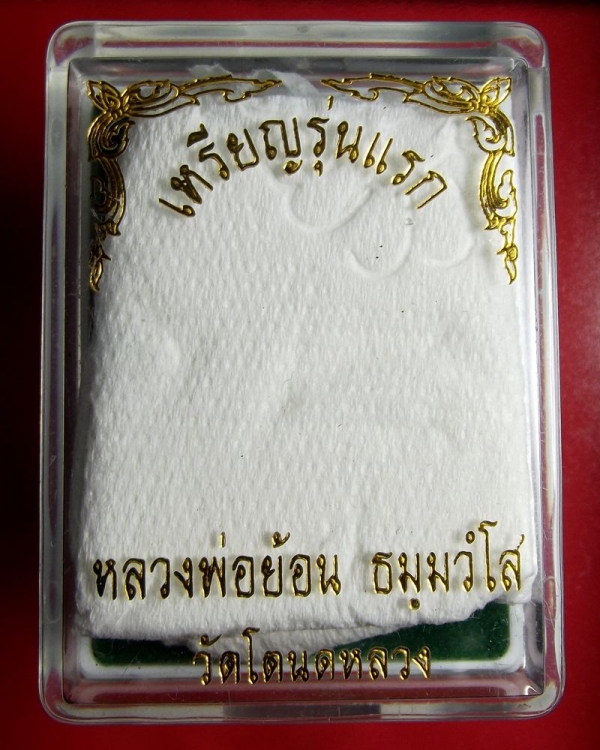 เหรียญรุ่นแรก
หลวงพ่อย้อน ธมฺมวํโส
วัดโตนดหลวง